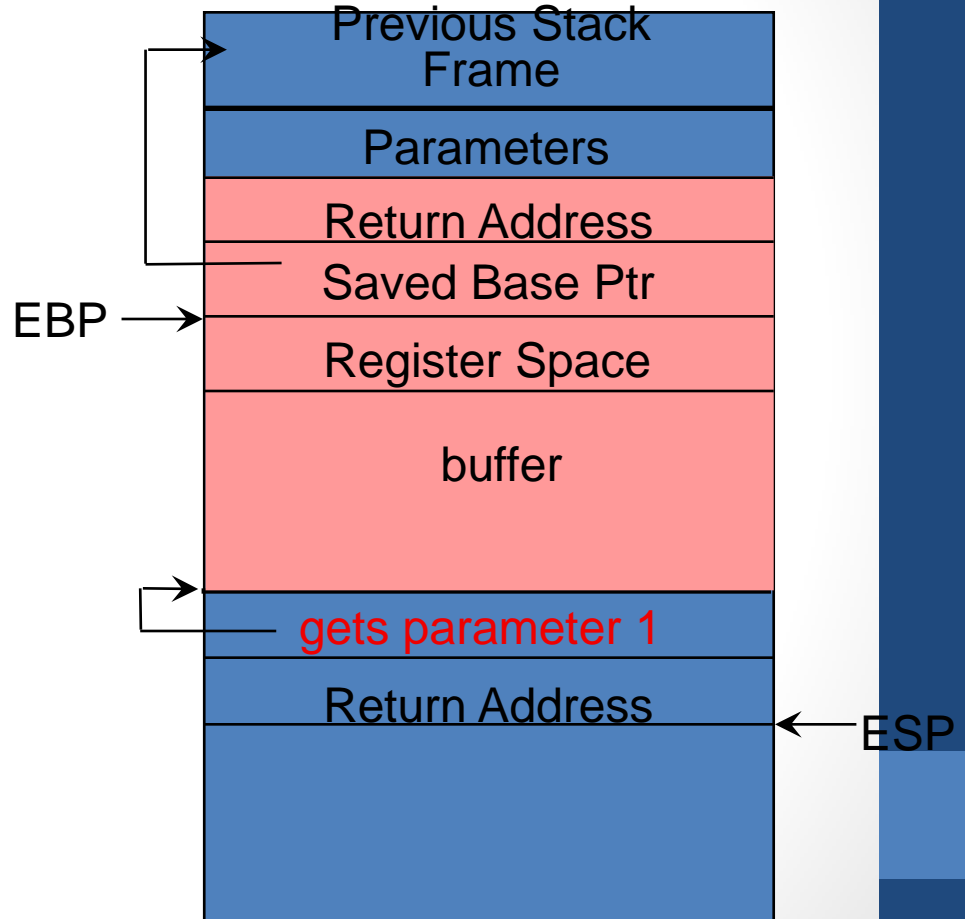 Previous Stack
Frame
Parameters
Return Address
Saved Base Ptr
EBP
Register Space
buffer
gets parameter 1
Return Address
ESP